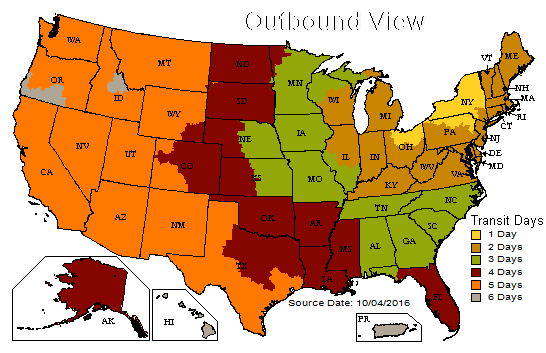 Outbound View
WA
MT
ND
MN
VT
ME
OR
ID
SD
WI
MI
NY
NH
MA
RI
CT
WY
NE
IA
PA
NJ
NV
UT
CO
KS
MO
IL
IN
OH
WV
VA
DE
MD
CA
KY
AZ
NM
OK
AR
TN
NC
SC
TX
LA
MS
AL
GA
FL
AK
HI
PR
Transit Days
1 Day
2 Days
3 Days
4 Days
5 Days
6 Days
Source Date: 10/04/2016